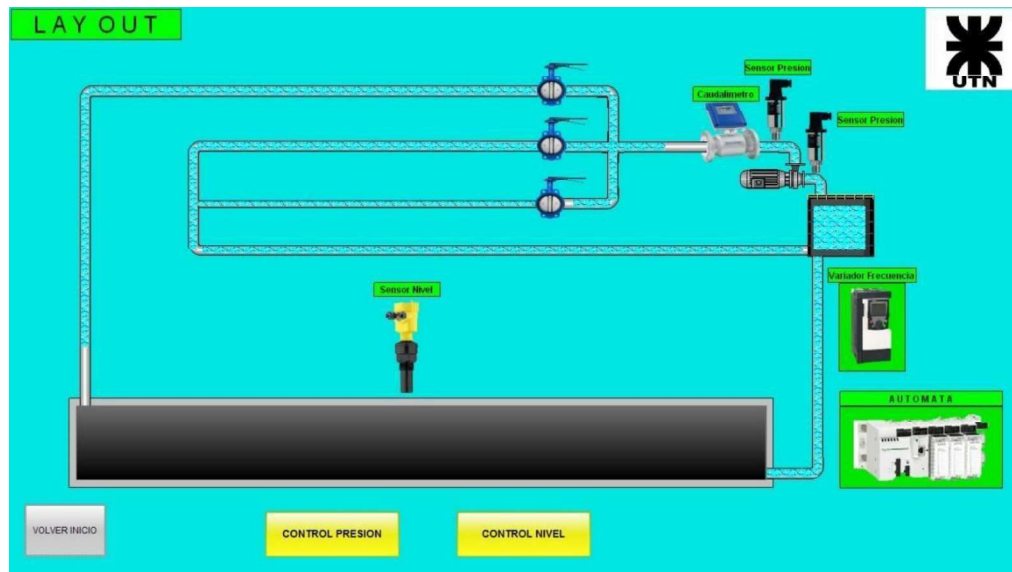 LAY OUT
UTN
Sensor Presion
Caudalimetro
Sensor Presion
Sensor Nivel
Variador Frecuencia
AUTOMATA
VOLVER INICIO
CONTROL PRESION
CONTROL NIVEL